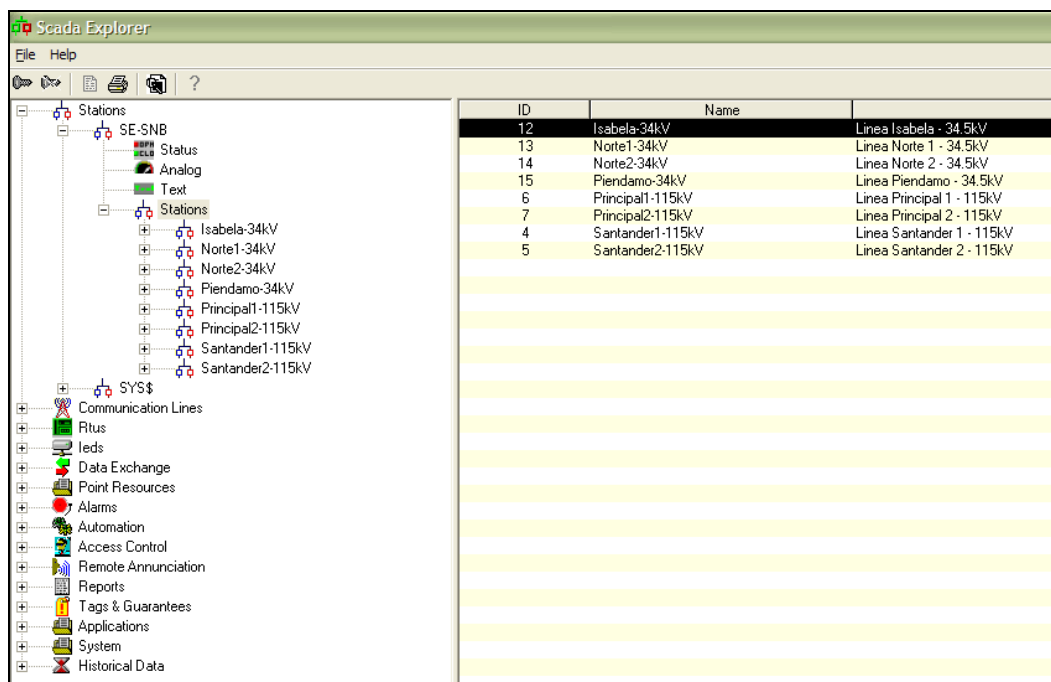 Scada Explorer
File Help
?
Stations
SE-SNB
Status
Analog
Text
Stations
Isabela-34kV
Norte1-34kV
Norte2-34kV
Piendamo-34kV
Principal1-115kV
Principal2-115kV
Santander1-115kV
Santander2-115kV
SYS$
Communication Lines
Rtus
Ieds
Data Exchange
Point Resources
Alarms
Automation
Access Control
Remote Annunciation
Reports
Tags & Guarantees
Applications
System
Historical Data
ID Name
12 Isabela-34kV Linea Isabela - 34.5kV
13 Norte1-34kV Linea Norte 1 - 34.5kV
14 Norte2-34kV Linea Norte 2 - 34.5kV
15 Piendamo-34kV Linea Piendamo - 34.5kV
6 Principal1-115kV Linea Principal 1 - 115kV
7 Principal2-115kV Linea Principal 2 - 115kV
4 Santander1-115kV Linea Santander 1 - 115kV
5 Santander2-115kV Linea Santander 2 - 115kV